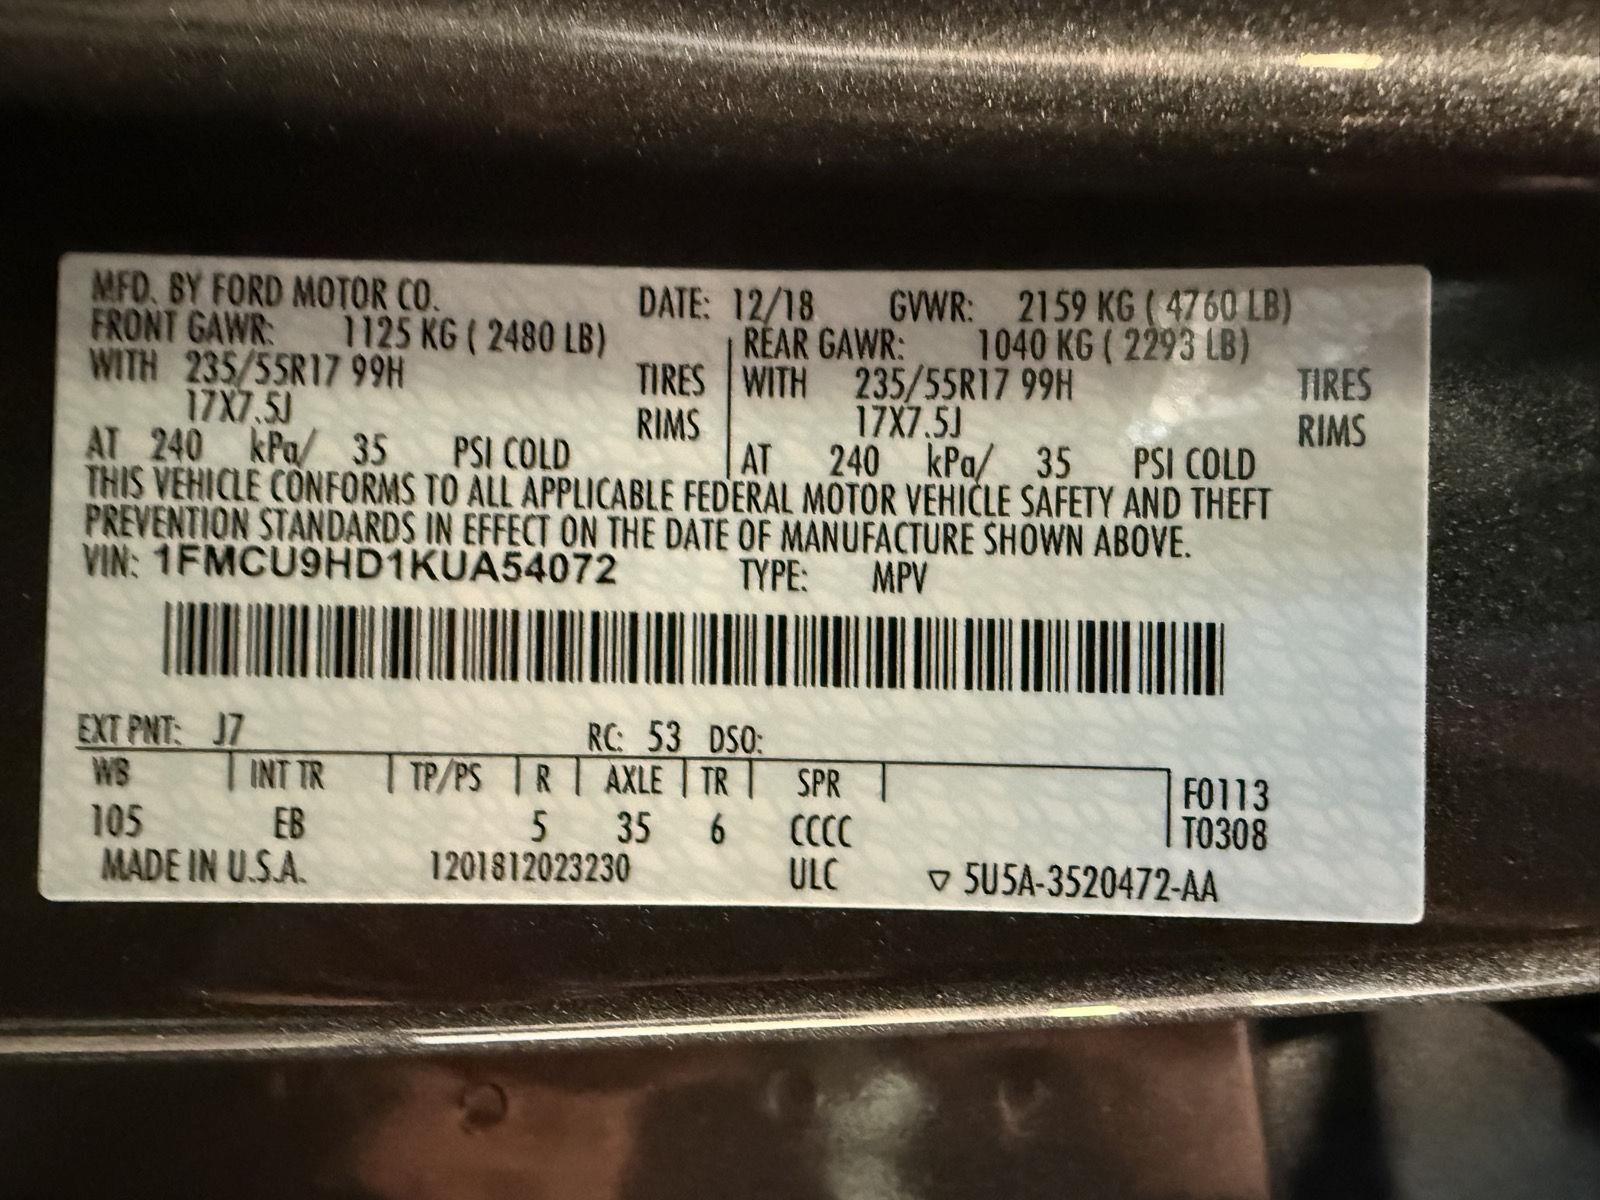 MFD. BY FORD MOTOR CO. DATE: 12/18 GVWR: 2159 KG ( 4760 LB)
FRONT GAWR: 1125 KG ( 2480 LB) REAR GAWR: 1040 KG ( 2293 LB)
WITH 235/55R17 99H TIRES WITH 235/55R17 99H TIRES
17X7.5J RIMS 17X7.5J RIMS
AT 240 kPa/ 35 PSI COLD AT 240 kPa/ 35 PSI COLD
THIS VEHICLE CONFORMS TO ALL APPLICABLE FEDERAL MOTOR VEHICLE SAFETY AND THEFT
PREVENTION STANDARDS IN EFFECT ON THE DATE OF MANUFACTURE SHOWN ABOVE.
VIN: 1FMCU9HD1KUA54072 TYPE: MPV
EXT PNT: J7 RC: 53 DSO:
WB INT TR TP/PS R AXLE TR SPR F0113
105 EB 5 35 6 CCCC T0308
MADE IN U.S.A. 1201812023230 ULC ▽ 5U5A-3520472-AA